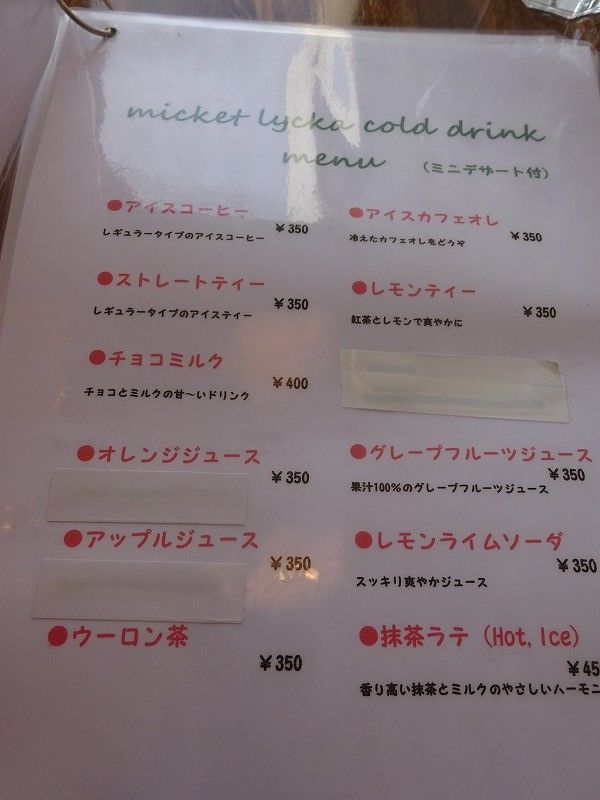 micket lycka cold drink
menu (ミニデザート付)
●アイスコーヒー
¥350
レギュラータイプのアイスコーヒー
●アイスカフェオレ
¥350
冷えたカフェオレをどうぞ
●ストレートティー
¥350
レギュラータイプのアイスティー
●レモンティー
¥350
紅茶とレモンで爽やかに
●チョコミルク
¥400
チョコとミルクの甘〜いドリンク
●オレンジジュース
¥350
●グレープフルーツジュース
¥350
果汁100%のグレープフルーツジュース
●アップルジュース
¥350
●レモンライムソーダ
¥350
スッキリ爽やかジュース
●ウーロン茶
¥350
●抹茶ラテ (Hot, Ice)
¥45
香り高い抹茶とミルクのやさしいハーモニ